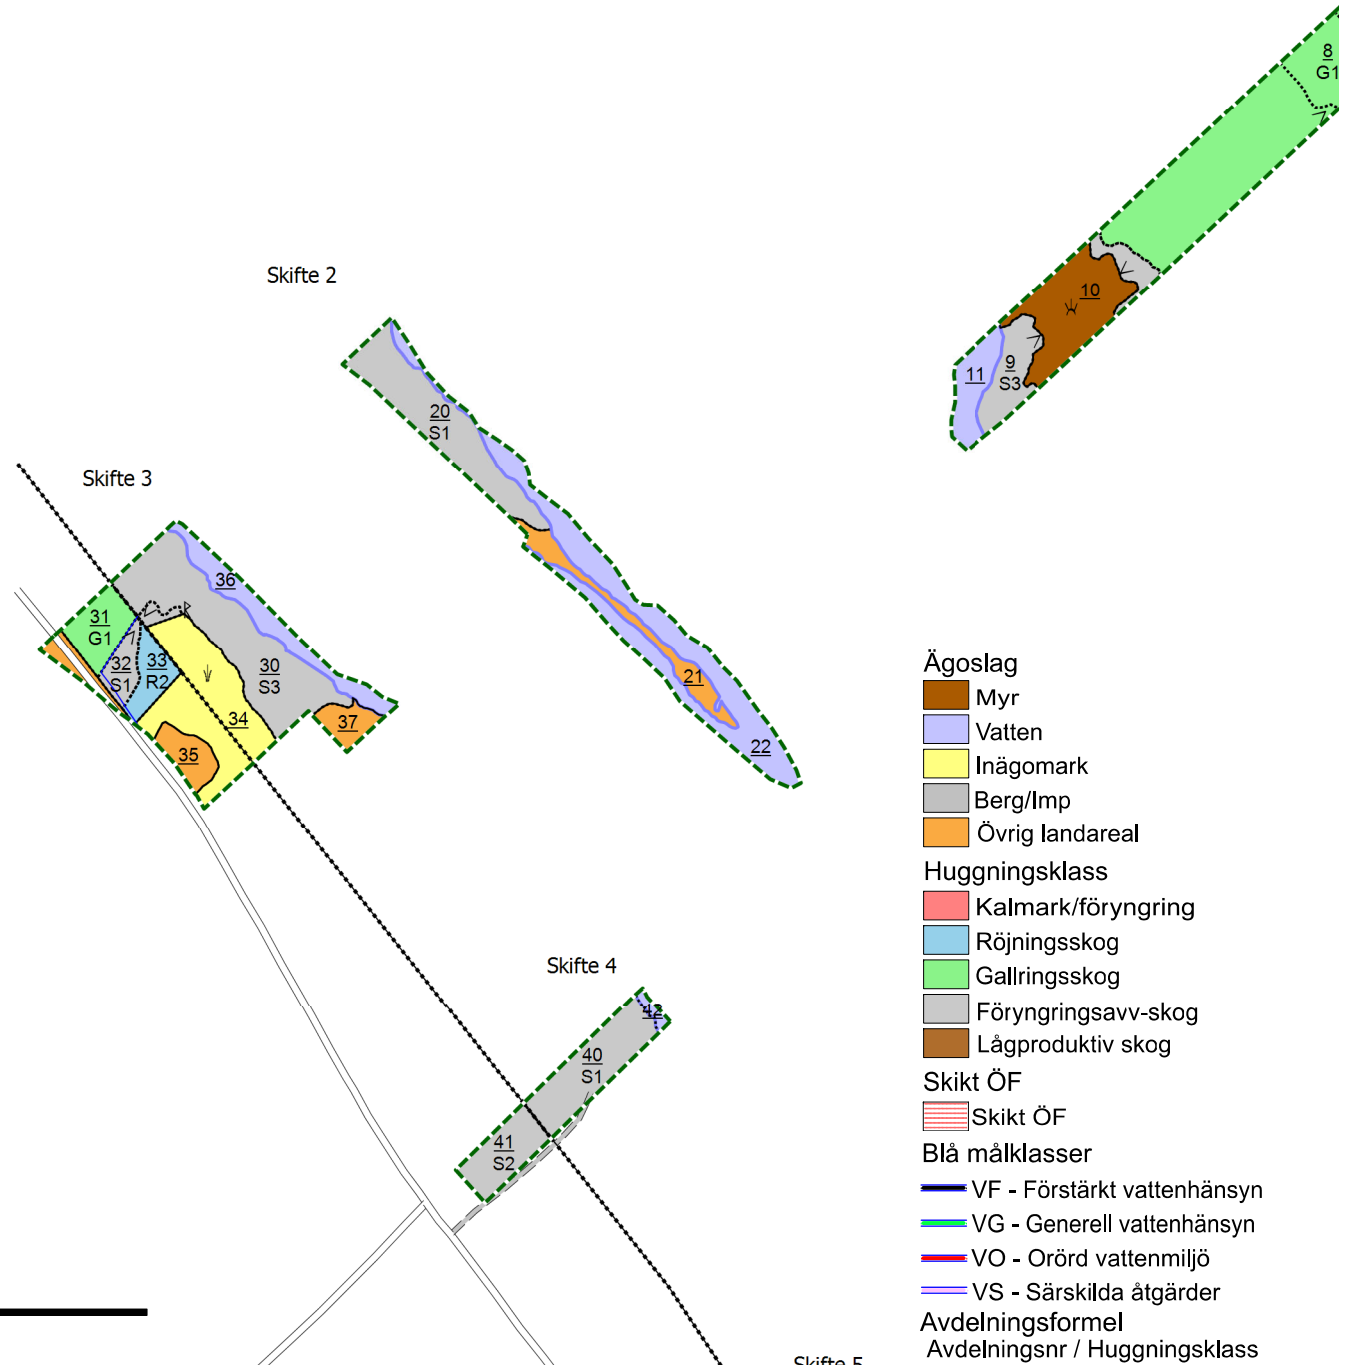 8
G1
Skifte 2
10
11
9
S3
20
S1
Skifte 3
36
31
G1
32
S1
33
R2
30
S3
34
37
35
21
22
Ägoslag
Myr
Vatten
Inägomark
Berg/Imp
Övrig landareal
Huggningsklass
Kalmark/föryngring
Röjningsskog
Gallringsskog
Föryngringsavv-skog
Lågproduktiv skog
Skikt ÖF
Skikt ÖF
Skifte 4
42
40
S1
41
S2
Blå målklasser
VF - Förstärkt vattenhänsyn
VG - Generell vattenhänsyn
VO - Orörd vattenmiljö
VS - Särskilda åtgärder
Avdelningsformel
Avdelningsnr / Huggningsklass
Skifte 5